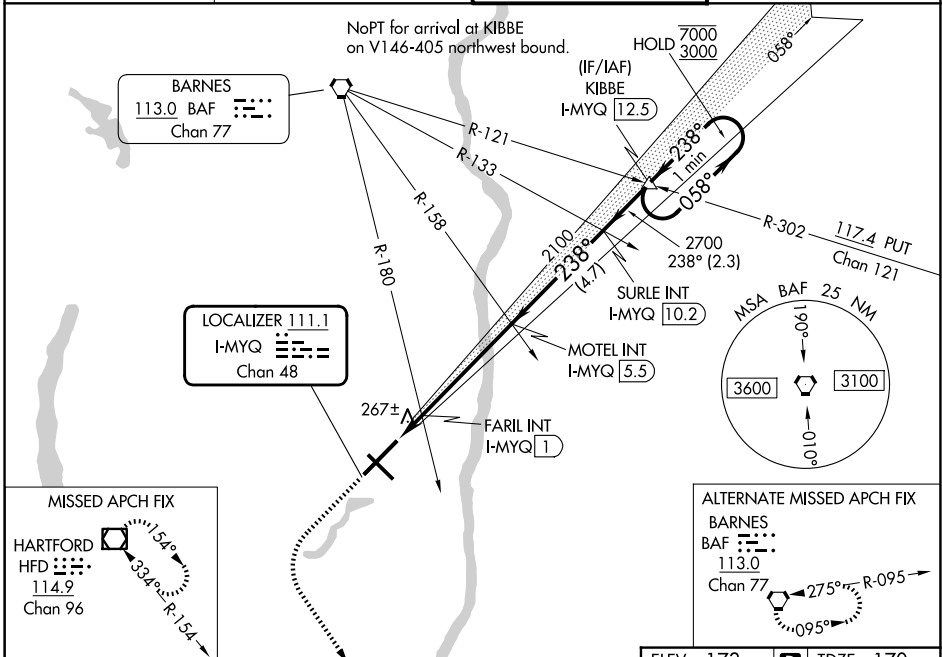 NoPT for arrival at KIBBE
on V146-405 northwest bound.
HOLD 7000
3000
058°
(IF/IAF)
KIBBE
I-MYQ 12.5
BARNES
113.0 BAF
Chan 77
R-121
R-133
R-158
R-180
238°
1 min
058°
R-302
117.4 PUT
Chan 121
2100
238°
(4.7)
2700
238° (2.3)
SURLE INT
I-MYQ 10.2
MOTEL INT
I-MYQ 5.5
LOCALIZER 111.1
I-MYQ
Chan 48
267±
FARIL INT
I-MYQ 1
MSA BAF 25 NM
190°
3600
3100
010°
MISSED APCH FIX
HARTFORD
HFD
114.9
Chan 96
154°
334°
R-154
ALTERNATE MISSED APCH FIX
BARNES
BAF
113.0
Chan 77
275°
R-095
095°
ELEV 173
D
TDZE 170